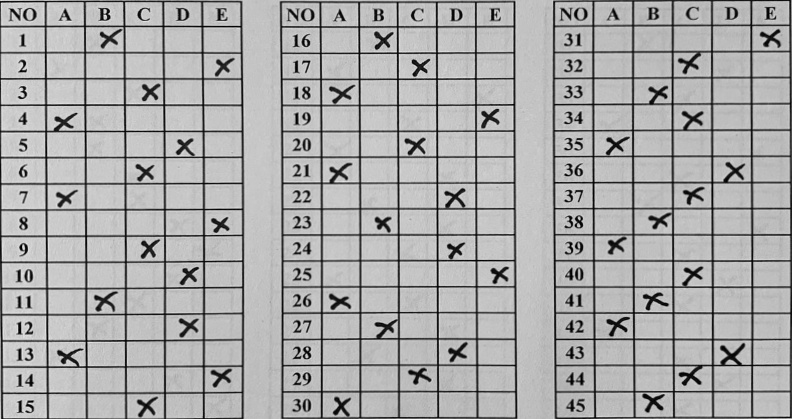 NO A B C D E NO A B C D E NO A B C D E
1 X 16 X 31 X
2 X 17 X 32 X
3 X 18 X 33 X
4 X 19 X 34 X
5 X 20 X 35 X
6 X 21 X 36 X
7 X 22 X 37 X
8 X 23 X 38 X
9 X 24 X 39 X
10 X 25 X 40 X
11 X 26 X 41 X
12 X 27 X 42 X
13 X 28 X 43 X
14 X 29 X 44 X
15 X 30 X 45 X